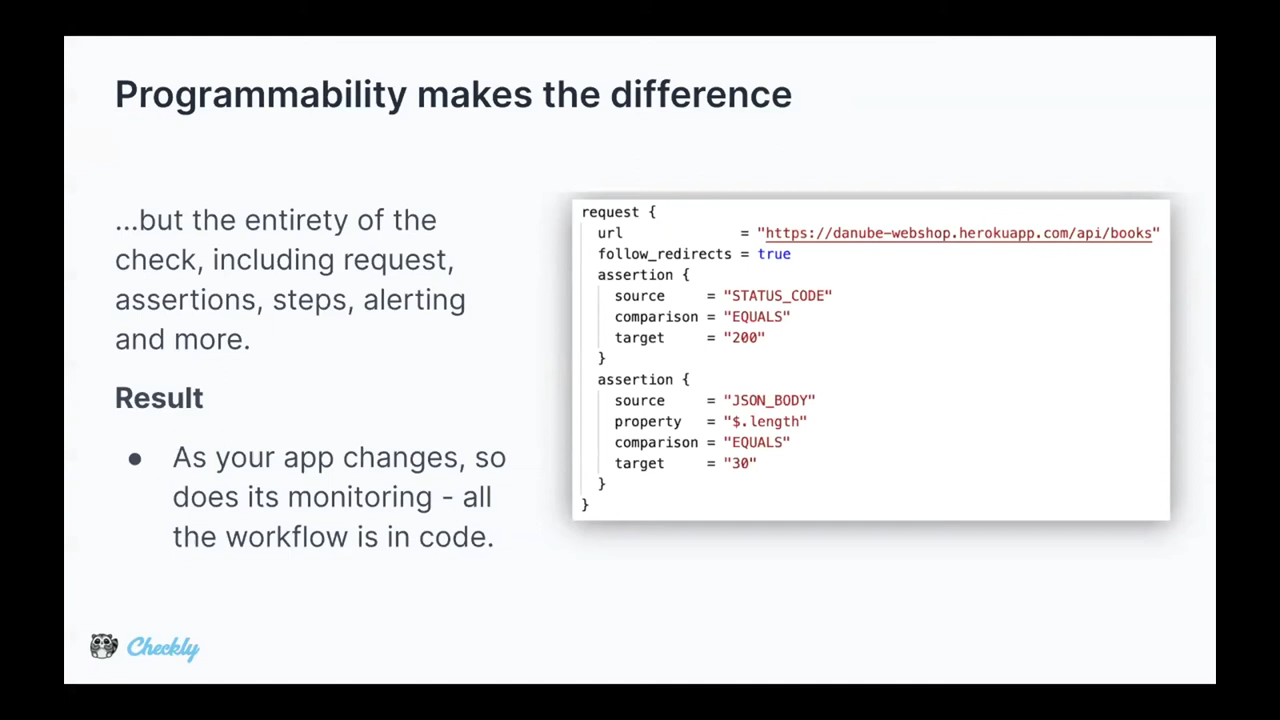 Programmability makes the difference
...but the entirety of the
check, including request,
assertions, steps, alerting
and more.
Result
● As your app changes, so
does its monitoring - all
the workflow is in code.
request {
  url              = "https://danube-webshop.herokuapp.com/api/books"
  follow_redirects = true
  assertion {
    source     = "STATUS_CODE"
    comparison = "EQUALS"
    target     = "200"
  }
  assertion {
    source     = "JSON_BODY"
    property   = "$.length"
    comparison = "EQUALS"
    target     = "30"
  }
}
Checkly